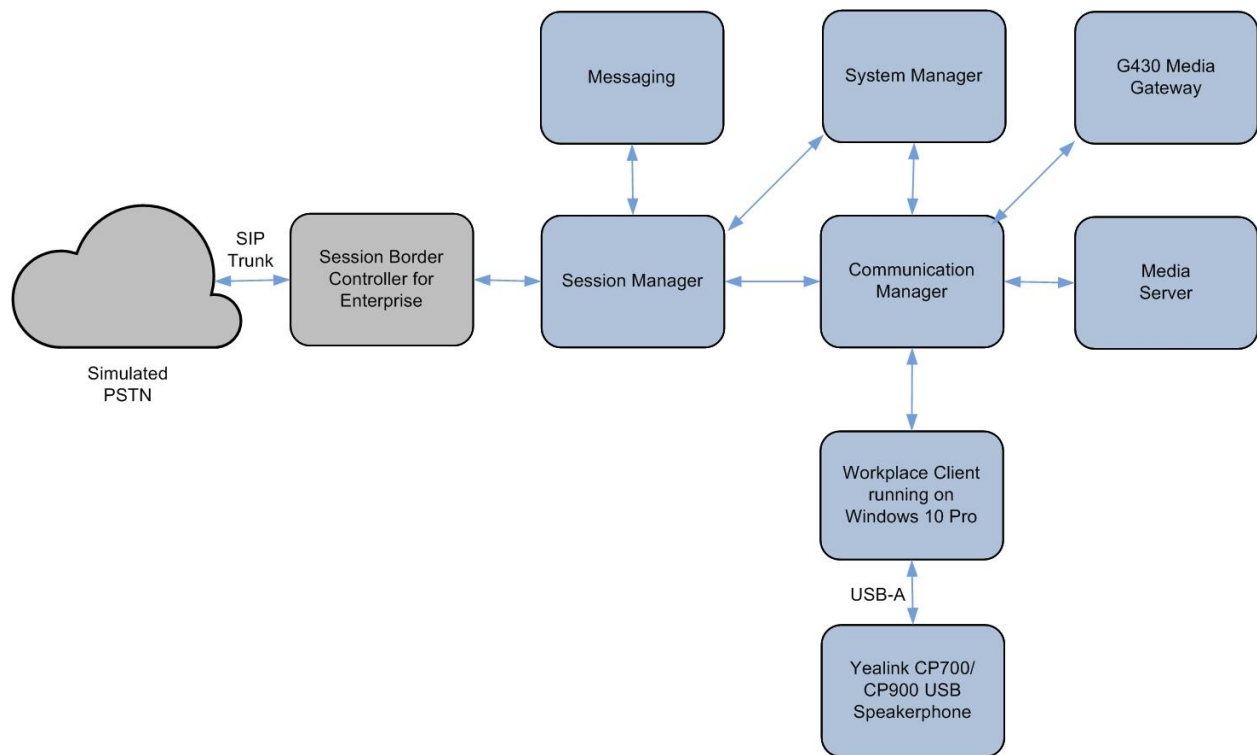 Messaging
System Manager
G430 Media
Gateway
SIP
Trunk
Session Border
Controller for
Enterprise
Session Manager
Communication
Manager
Media
Server
Simulated
PSTN
Workplace Client
running on
Windows 10 Pro
USB-A
Yealink CP700/
CP900 USB
Speakerphone